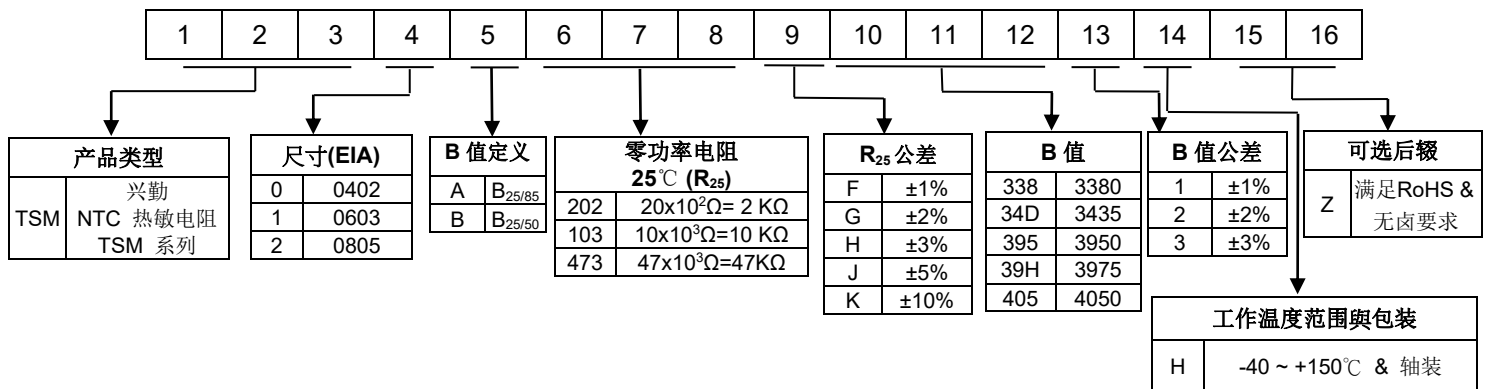 1 2 3 4 5 6 7 8 9 10 11 12 13 14 15 16
产品类型
TSM 兴勤
NTC 热敏电阻
TSM 系列
尺寸(EIA)
0 0402
1 0603
2 0805
B 值定义
A B25/85
B B25/50
零功率电阻
25℃ (R25)
202 20x10²Ω= 2 KΩ
103 10x10³Ω=10 KΩ
473 47x10³Ω=47KΩ
R25 公差
F ±1%
G ±2%
H ±3%
J ±5%
K ±10%
B 值
338 3380
34D 3435
395 3950
39H 3975
405 4050
B 值公差
1 ±1%
2 ±2%
3 ±3%
可选后辍
Z 满足RoHS &
无卤要求
工作温度范围與包装
H -40 ~ +150℃ & 轴装